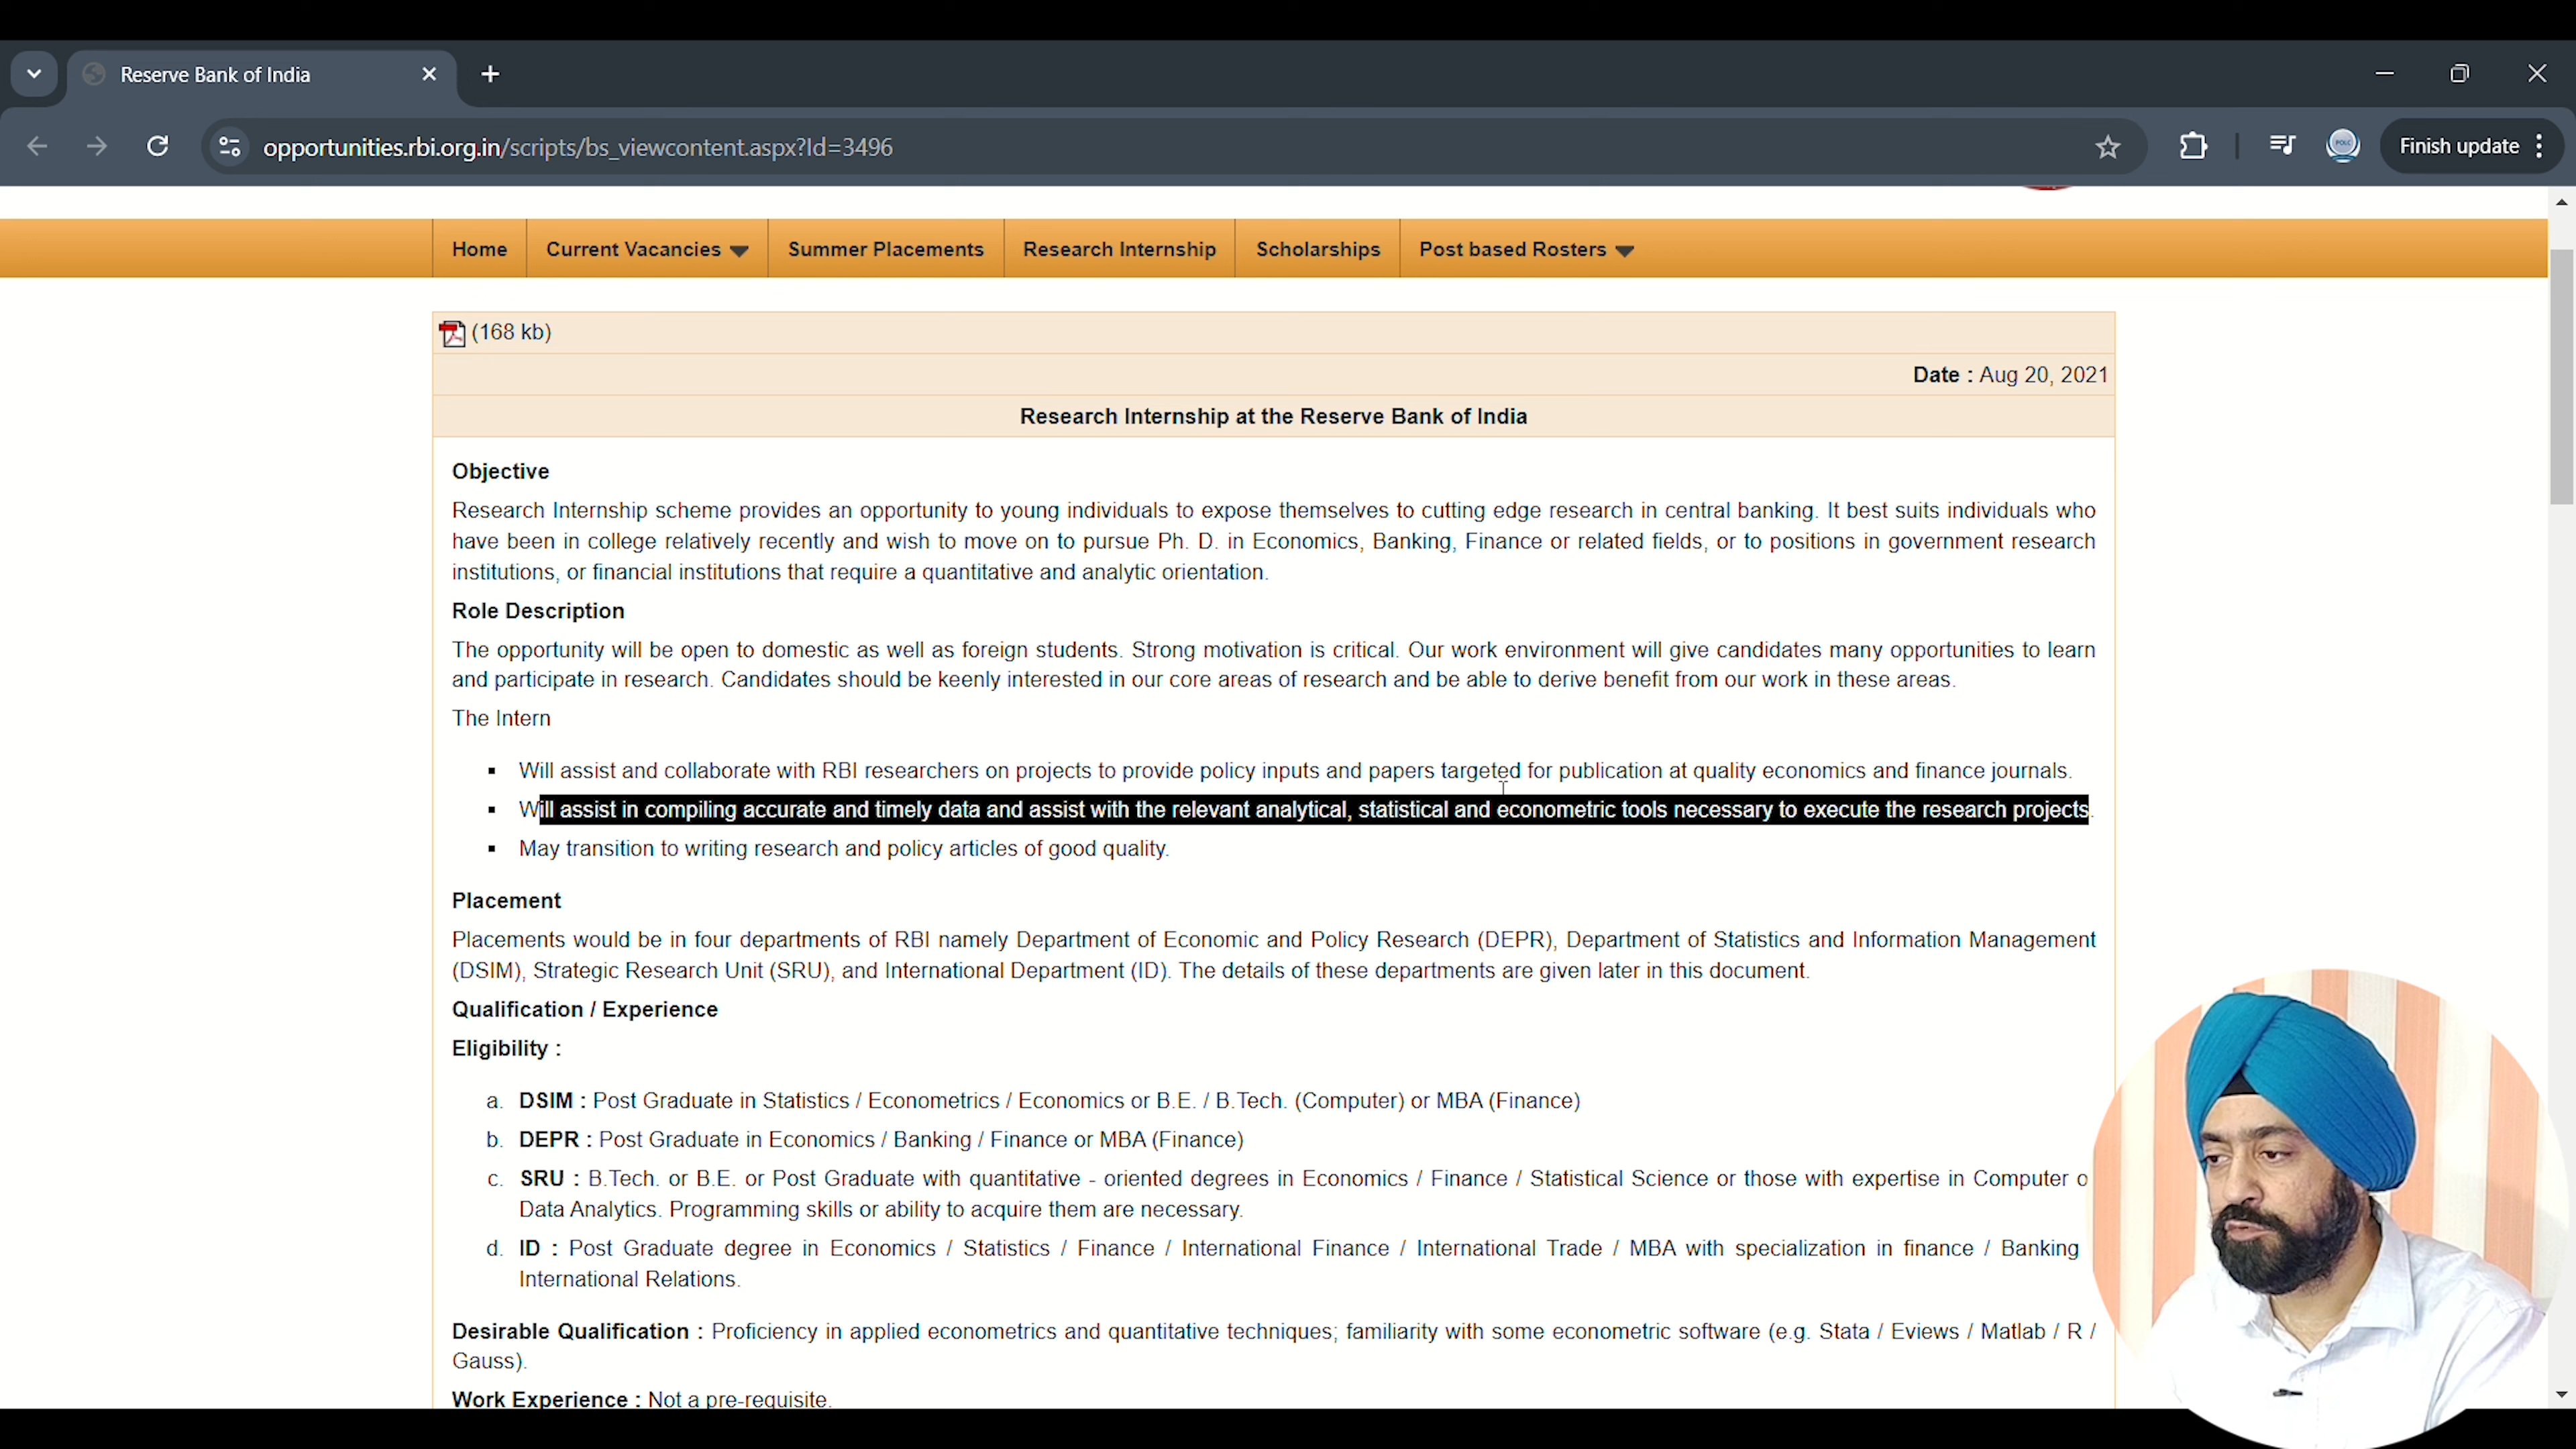 Reserve Bank of India
opportunities.rbi.org.in/scripts/bs_viewcontent.aspx?Id=3496
POLC
Finish update
Home
Current Vacancies
Summer Placements
Research Internship
Scholarships
Post based Rosters
(168 kb)
Date : Aug 20, 2021
Research Internship at the Reserve Bank of India
Objective
Research Internship scheme provides an opportunity to young individuals to expose themselves to cutting edge research in central banking. It best suits individuals who
have been in college relatively recently and wish to move on to pursue Ph. D. in Economics, Banking, Finance or related fields, or to positions in government research
institutions, or financial institutions that require a quantitative and analytic orientation.
Role Description
The opportunity will be open to domestic as well as foreign students. Strong motivation is critical. Our work environment will give candidates many opportunities to learn
and participate in research. Candidates should be keenly interested in our core areas of research and be able to derive benefit from our work in these areas.
The Intern
▪ Will assist and collaborate with RBI researchers on projects to provide policy inputs and papers targeted for publication at quality economics and finance journals.
▪ Will assist in compiling accurate and timely data and assist with the relevant analytical, statistical and econometric tools necessary to execute the research projects.
▪ May transition to writing research and policy articles of good quality.
Placement
Placements would be in four departments of RBI namely Department of Economic and Policy Research (DEPR), Department of Statistics and Information Management
(DSIM), Strategic Research Unit (SRU), and International Department (ID). The details of these departments are given later in this document.
Qualification / Experience
Eligibility :
a. DSIM : Post Graduate in Statistics / Econometrics / Economics or B.E. / B.Tech. (Computer) or MBA (Finance)
b. DEPR : Post Graduate in Economics / Banking / Finance or MBA (Finance)
c. SRU : B.Tech. or B.E. or Post Graduate with quantitative - oriented degrees in Economics / Finance / Statistical Science or those with expertise in Computer o
Data Analytics. Programming skills or ability to acquire them are necessary.
d. ID : Post Graduate degree in Economics / Statistics / Finance / International Finance / International Trade / MBA with specialization in finance / Banking
International Relations.
Desirable Qualification : Proficiency in applied econometrics and quantitative techniques; familiarity with some econometric software (e.g. Stata / Eviews / Matlab / R /
Gauss).
Work Experience : Not a pre-requisite.